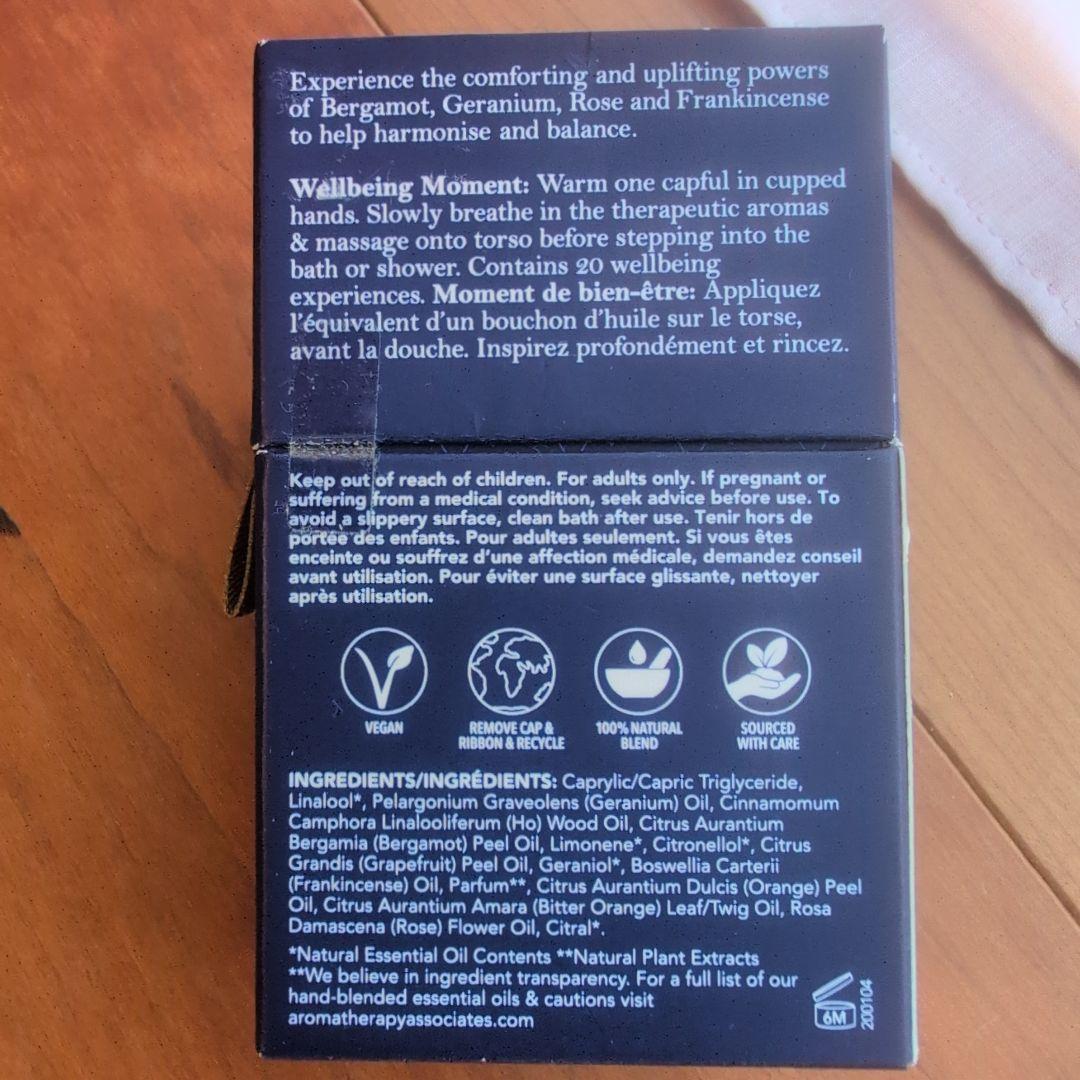 Experience the comforting and uplifting powers
of Bergamot, Geranium, Rose and Frankincense
to help harmonise and balance.
Wellbeing Moment: Warm one capful in cupped
hands. Slowly breathe in the therapeutic aromas
& massage onto torso before stepping into the
bath or shower. Contains 20 wellbeing
experiences. Moment de bien-être: Appliquez
l'équivalent d'un bouchon d'huile sur le torse,
avant la douche. Inspirez profondément et rincez.
Keep out of reach of children. For adults only. If pregnant or
suffering from a medical condition, seek advice before use. To
avoid a slippery surface, clean bath after use. Tenir hors de
portée des enfants. Pour adultes seulement. Si vous êtes
enceinte ou souffrez d'une affection médicale, demandez conseil
avant utilisation. Pour éviter une surface glissante, nettoyer
après utilisation.
VEGAN
REMOVE CAP &
RIBBON & RECYCLE
100% NATURAL
BLEND
SOURCED
WITH CARE
INGREDIENTS/INGRÉDIENTS: Caprylic/Capric Triglyceride,
Linalool*, Pelargonium Graveolens (Geranium) Oil, Cinnamomum
Camphora Linalooliferum (Ho) Wood Oil, Citrus Aurantium
Bergamia (Bergamot) Peel Oil, Limonene*, Citronellol*, Citrus
Grandis (Grapefruit) Peel Oil, Geraniol*, Boswellia Carterii
(Frankincense) Oil, Parfum**, Citrus Aurantium Dulcis (Orange) Peel
Oil, Citrus Aurantium Amara (Bitter Orange) Leaf/Twig Oil, Rosa
Damascena (Rose) Flower Oil, Citral*.
*Natural Essential Oil Contents **Natural Plant Extracts
**We believe in ingredient transparency. For a full list of our
hand-blended essential oils & cautions visit
aromatherapyassociates.com
6M
200104